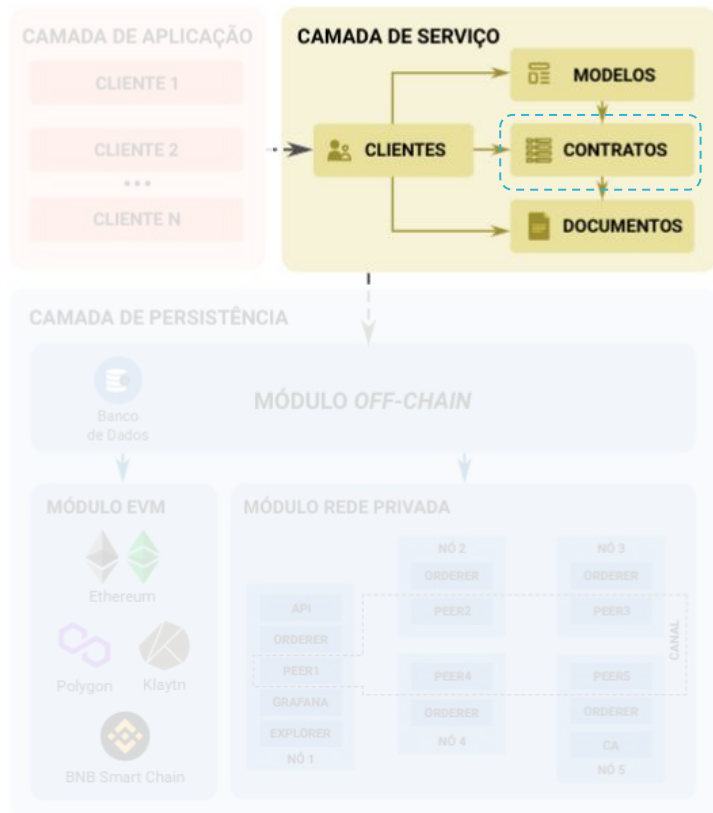 CAMADA DE APLICAÇÃO
CLIENTE 1
CLIENTE 2
•••
CLIENTE N
CAMADA DE SERVIÇO
MODELOS
CLIENTES
CONTRATOS
DOCUMENTOS
CAMADA DE PERSISTÊNCIA
Banco
de Dados
MÓDULO OFF-CHAIN
MÓDULO EVM
Ethereum
Polygon
Klaytn
BNB Smart Chain
MÓDULO REDE PRIVADA
API
ORDERER
PEER1
GRAFANA
EXPLORER
NÓ 1
NÓ 2
ORDERER
PEER2
NÓ 3
ORDERER
PEER3
PEER4
ORDERER
NÓ 4
PEER5
ORDERER
CA
NÓ 5
CANAL